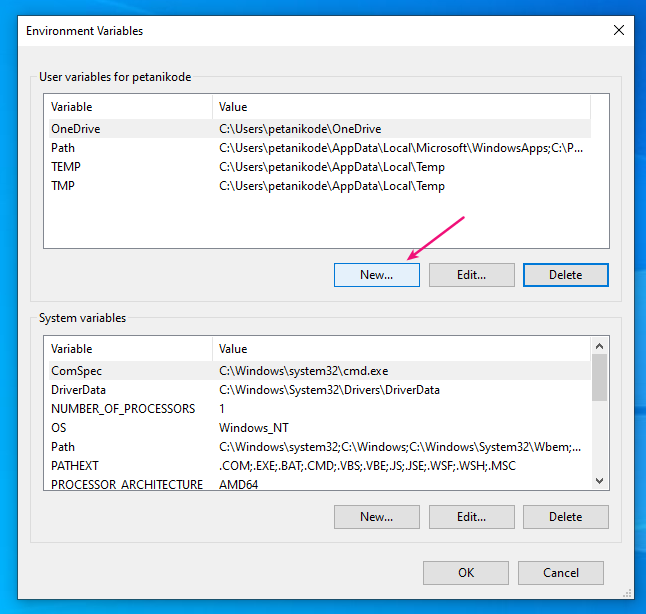 Environment Variables
User variables for petanikode
Variable Value
OneDrive C:\Users\petanikode\OneDrive
Path C:\Users\petanikode\AppData\Local\Microsoft\WindowsApps;C:\P...
TEMP C:\Users\petanikode\AppData\Local\Temp
TMP C:\Users\petanikode\AppData\Local\Temp
New... Edit... Delete
System variables
Variable Value
ComSpec C:\Windows\system32\cmd.exe
DriverData C:\Windows\System32\Drivers\DriverData
NUMBER_OF_PROCESSORS 1
OS Windows_NT
Path C:\Windows\system32;C:\Windows;C:\Windows\System32\Wbem;...
PATHEXT .COM;.EXE;.BAT;.CMD;.VBS;.VBE;.JS;.JSE;.WSF;.WSH;.MSC
PROCESSOR_ARCHITECTURE AMD64
New... Edit... Delete
OK Cancel